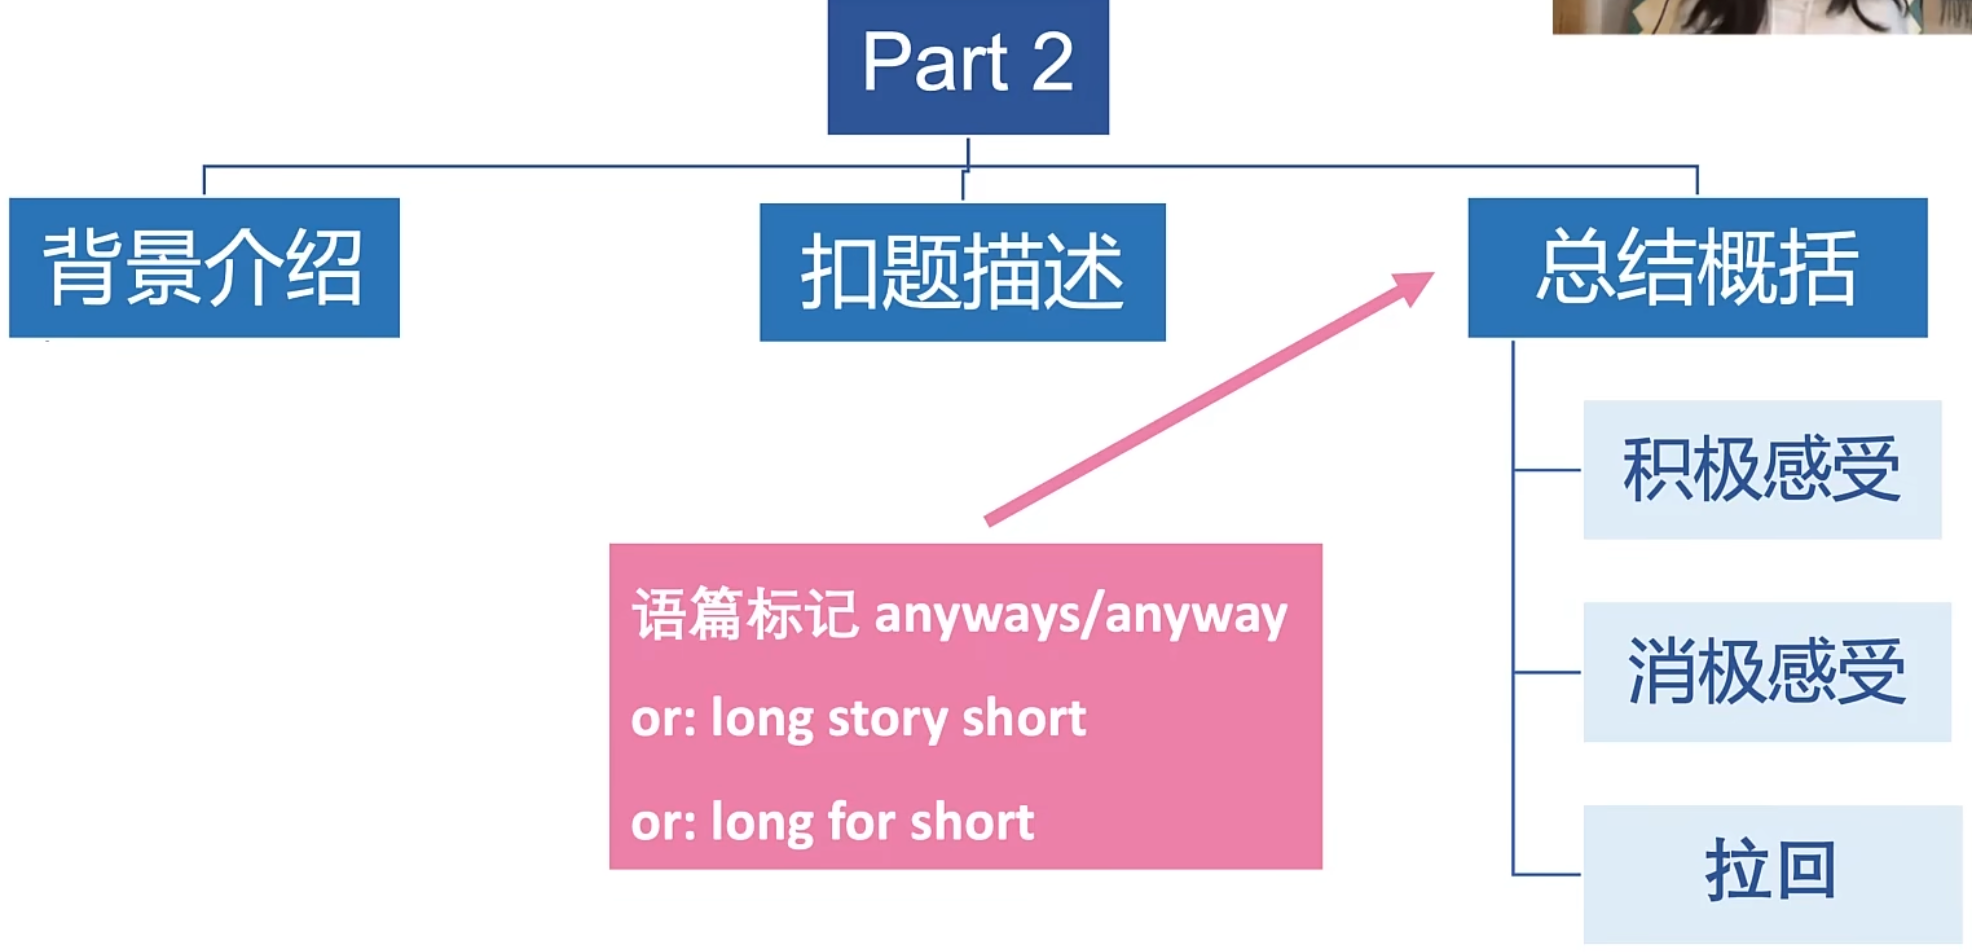 Part 2
背景介绍
扣题描述
总结概括
语篇标记 anyways/anyway
or: long story short
or: long for short
积极感受
消极感受
拉回